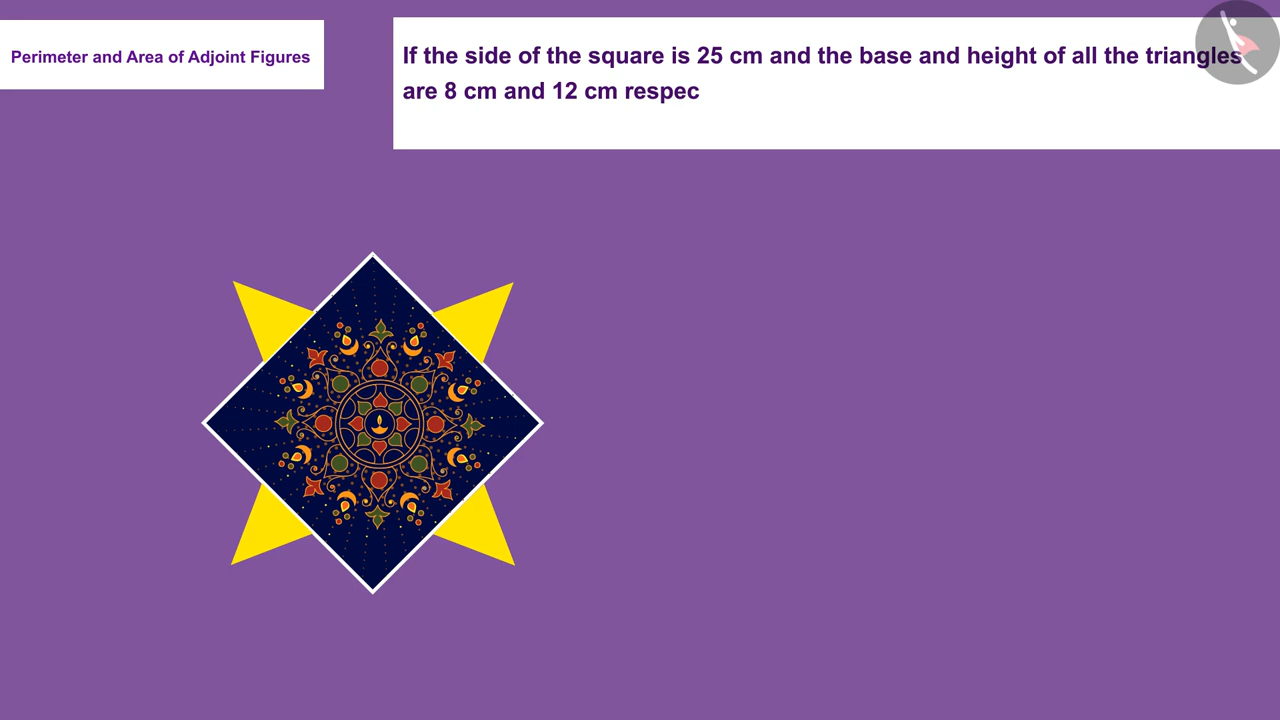 Perimeter and Area of Adjoint Figures
If the side of the square is 25 cm and the base and height of all the triangles
are 8 cm and 12 cm respec